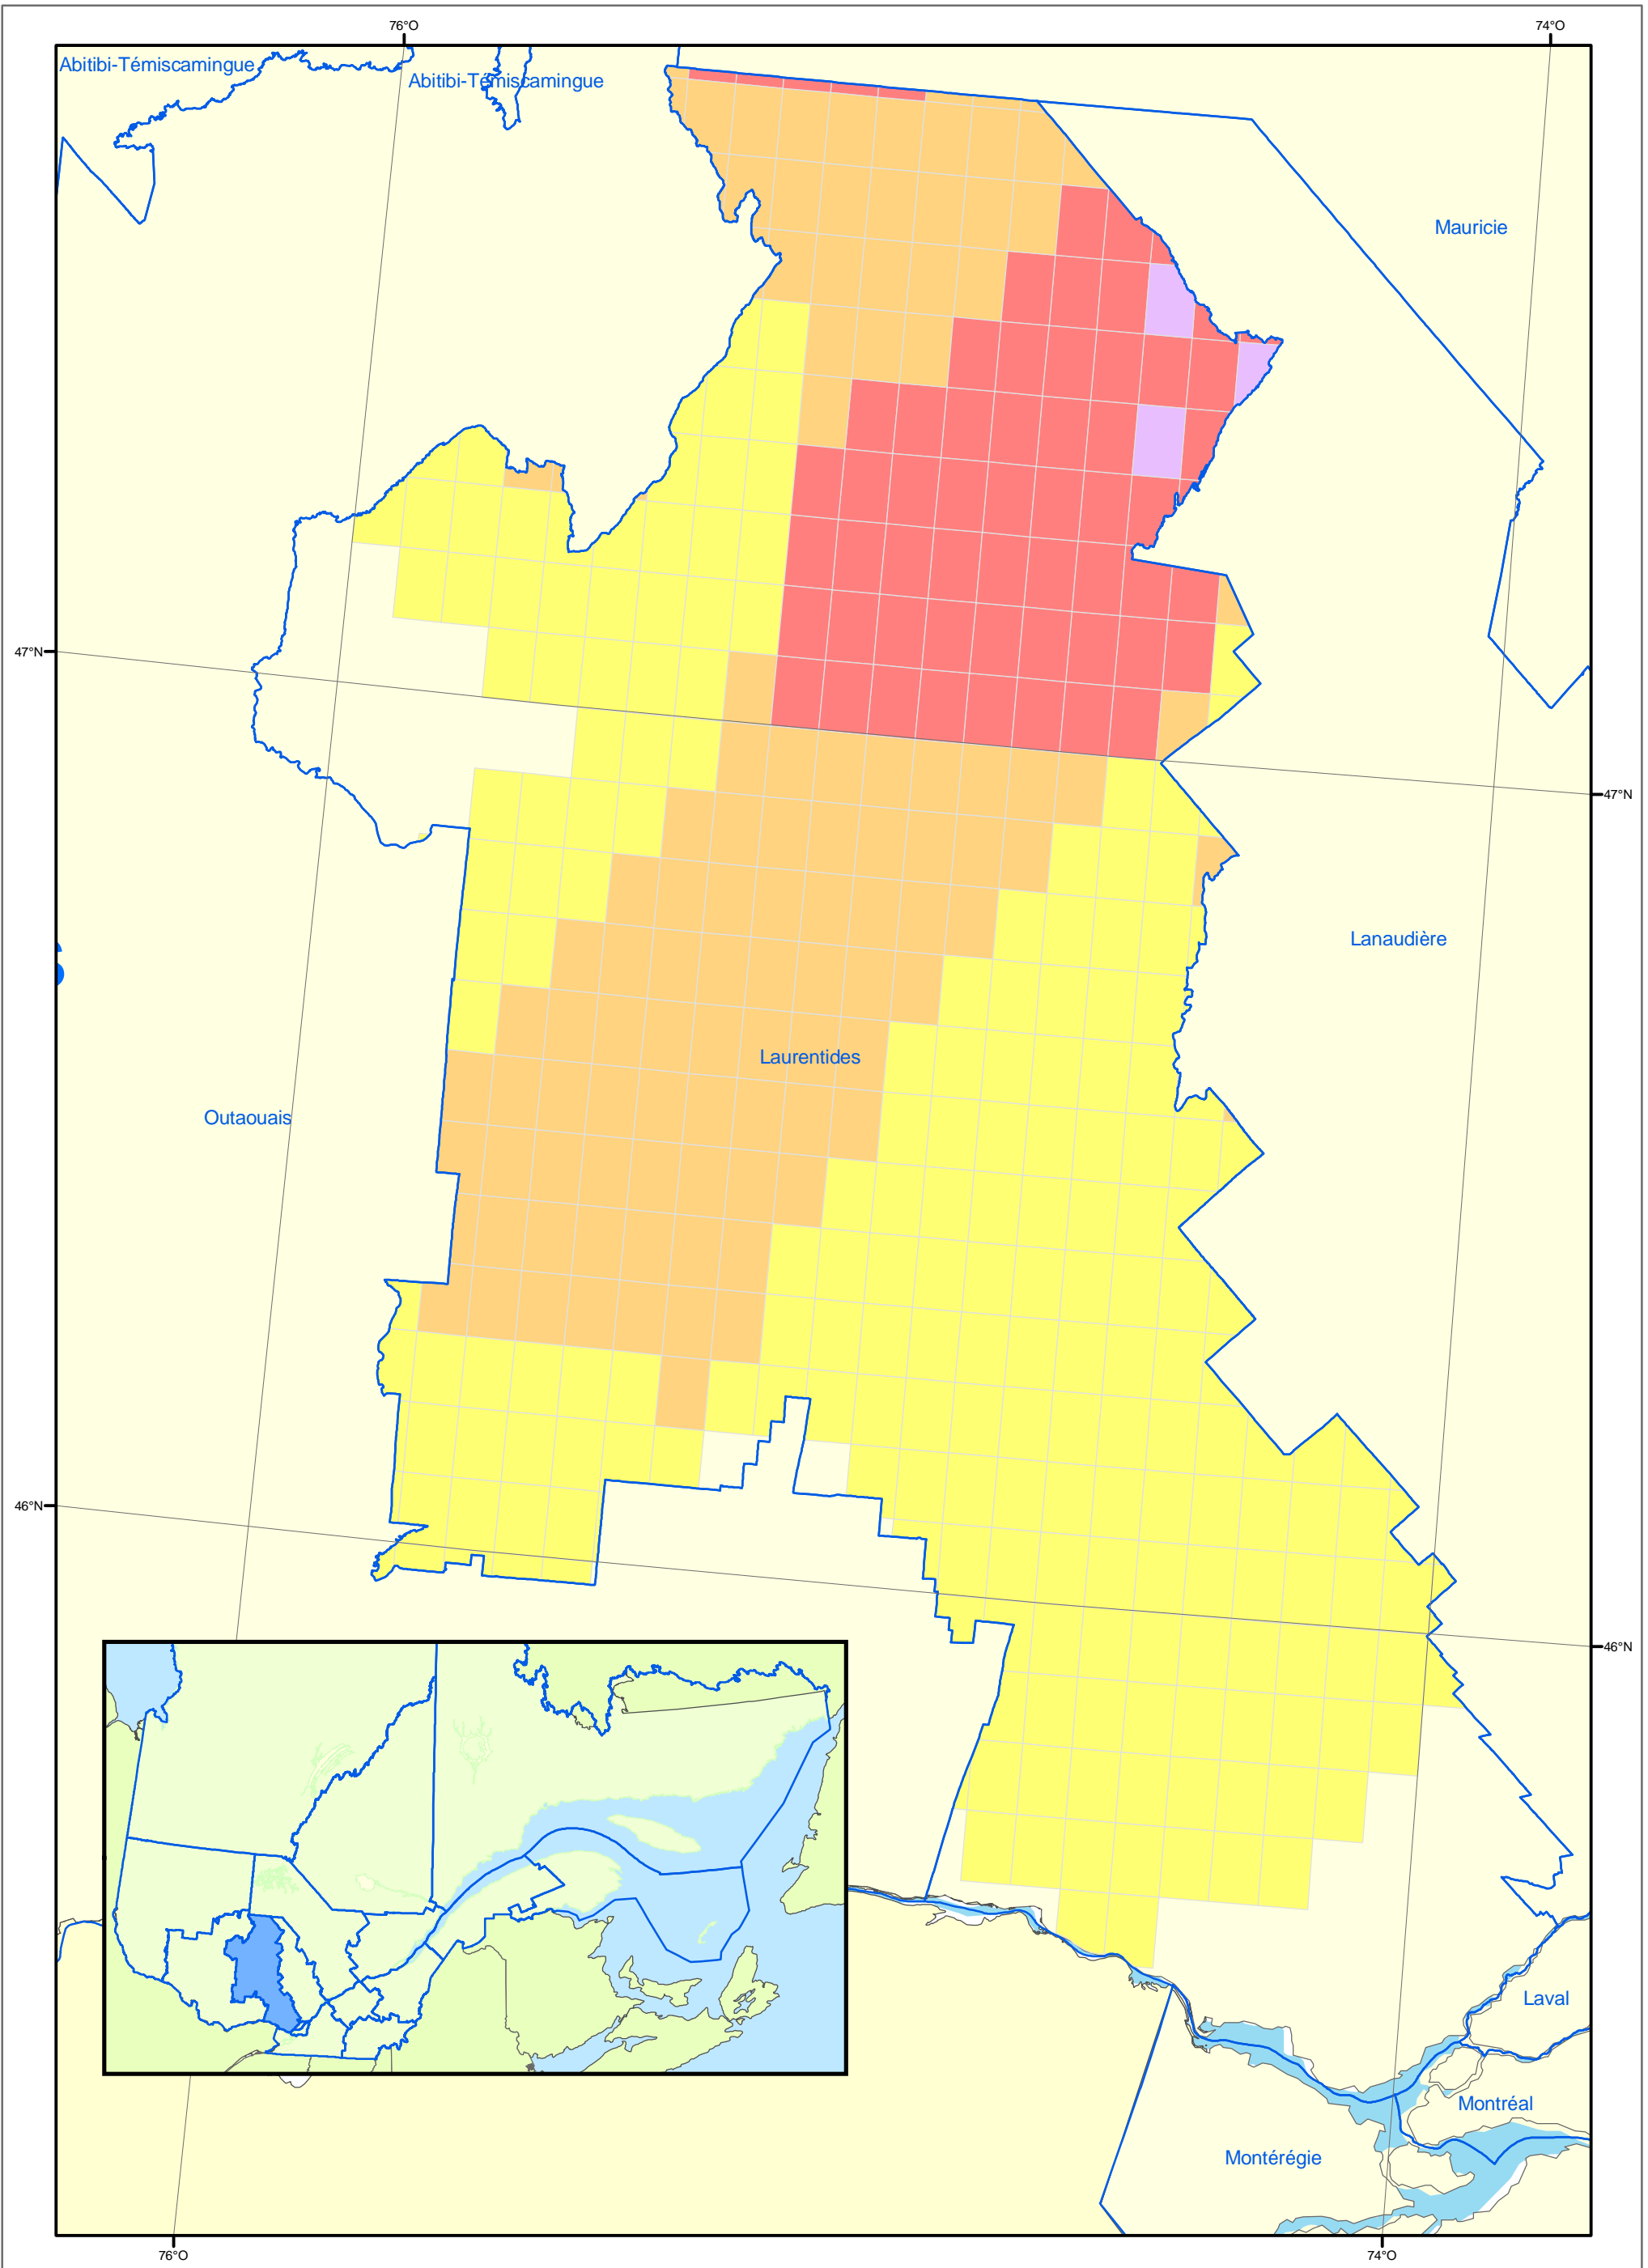 76°O
74°O
Abitibi-Témiscamingue
Abitibi-Témiscamingue
Mauricie
47°N
47°N
Lanaudière
Laurentides
Outaouais
46°N
46°N
Laval
Montréal
Montérégie
76°O
74°O